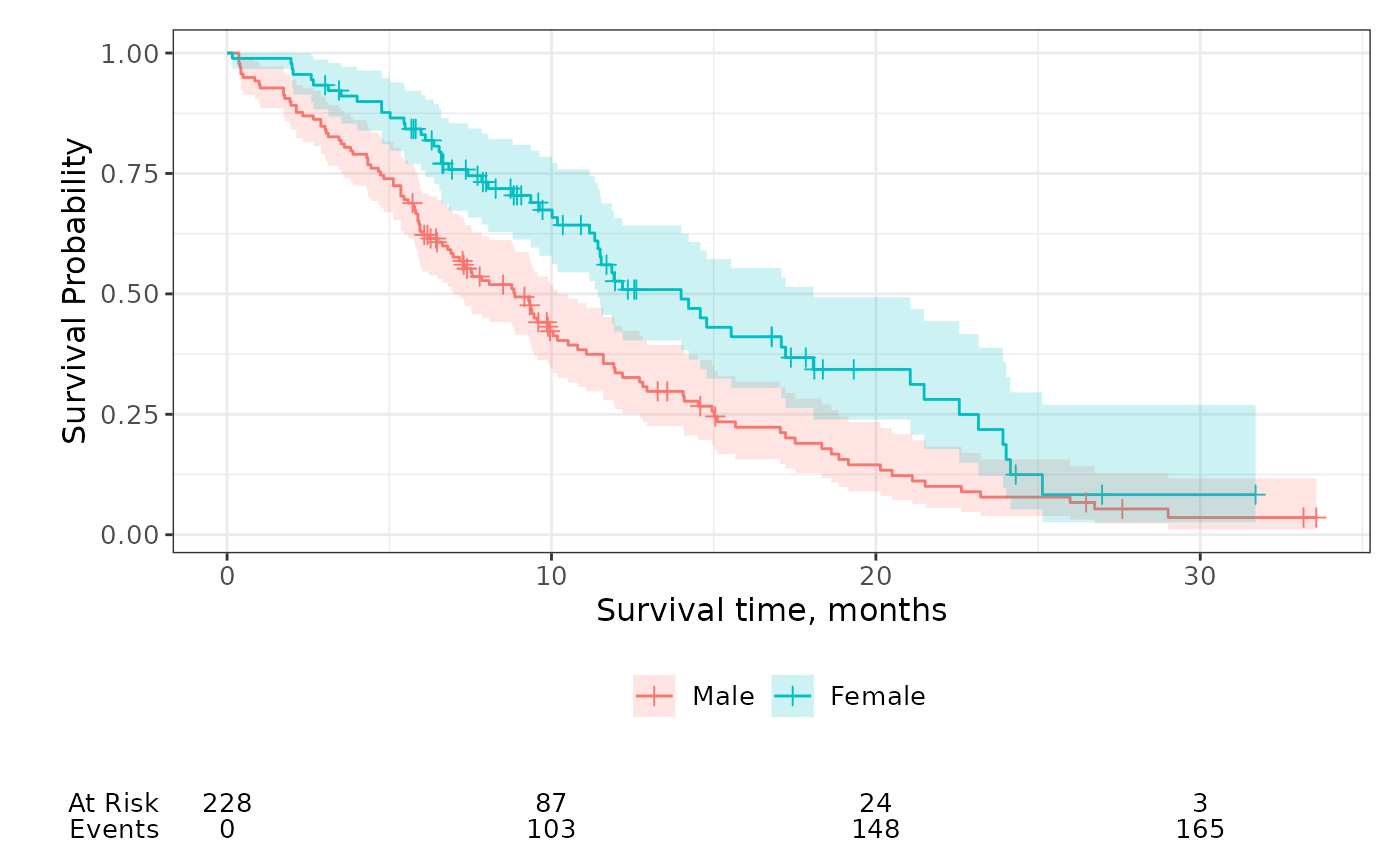 Survival Probability
1.00
0.75
0.50
0.25
0.00
0 10 20 30
Survival time, months
Male Female
At Risk 228 87 24 3
Events 0 103 148 165